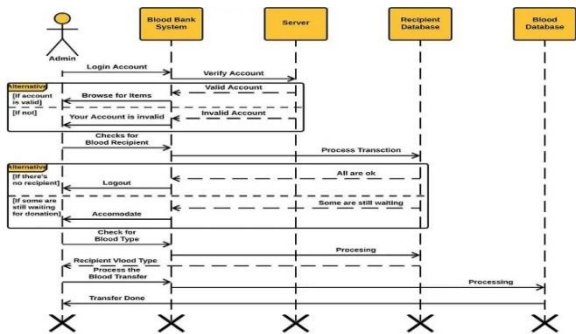 Blood Bank
System
Server
Recipient
Database
Blood
Database
Admin
Login Account
Verify Account
Alternative
[If account
is valid]
Valid Account
Browse for Items
[If not]
Invalid Account
Your Account is invalid
Checks for
Blood Recipient
Process Transction
Alternative
[If there's
no recipient]
All are ok
Logout
[If some are
still waiting
for donation]
Some are still waiting
Accomodate
Check for
Blood Type
Procesing
Recipient Vlood Type
Process the
Blood Transfer
Processing
Transfer Done